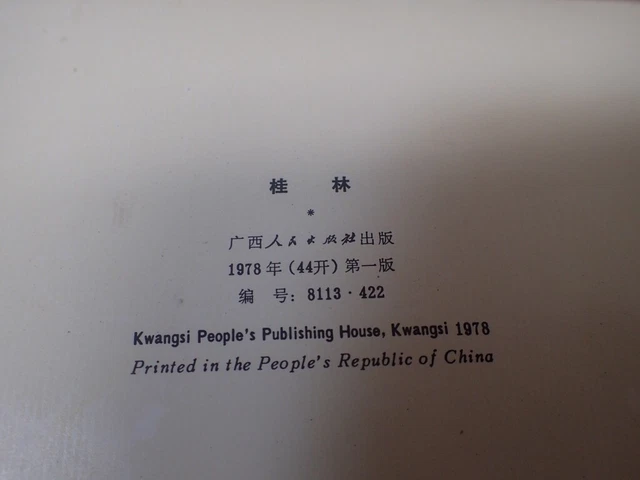 桂 林
*
广西人民出版社出版
1978年(44开)第一版
编 号: 8113·422
Kwangsi People's Publishing House, Kwangsi 1978
Printed in the People's Republic of China